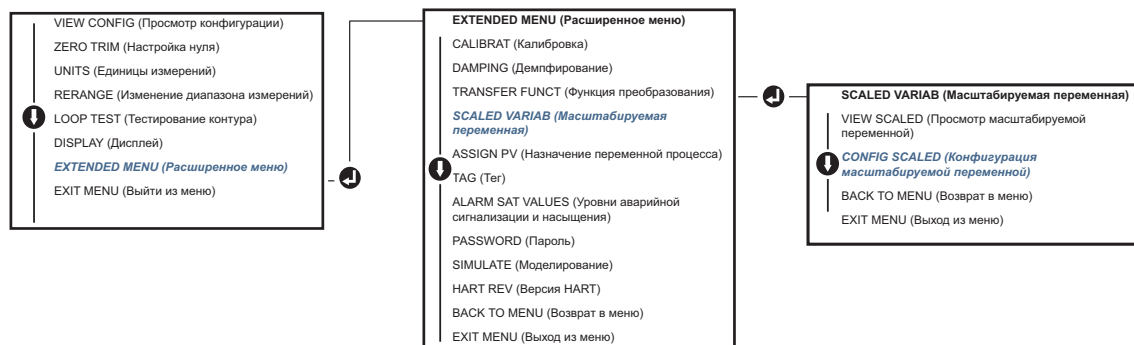 VIEW CONFIG (Просмотр конфигурации)
ZERO TRIM (Настройка нуля)
UNITS (Единицы измерений)
RERANGE (Изменение диапазона измерений)
LOOP TEST (Тестирование контура)
DISPLAY (Дисплей)
EXTENDED MENU (Расширенное меню)
EXIT MENU (Выйти из меню)
EXTENDED MENU (Расширенное меню)
CALIBRAT (Калибровка)
DAMPING (Демпфирование)
TRANSFER FUNCT (Функция преобразования)
SCALED VARIAB (Масштабируемая
переменная)
ASSIGN PV (Назначение переменной процесса)
TAG (Тег)
ALARM SAT VALUES (Уровни аварийной
сигнализации и насыщения)
PASSWORD (Пароль)
SIMULATE (Моделирование)
HART REV (Версия HART)
BACK TO MENU (Возврат в меню)
EXIT MENU (Выход из меню)
SCALED VARIAB (Масштабируемая переменная)
VIEW SCALED (Просмотр масштабируемой
переменной)
CONFIG SCALED (Конфигурация
масштабируемой переменной)
BACK TO MENU (Возврат в меню)
EXIT MENU (Выход из меню)